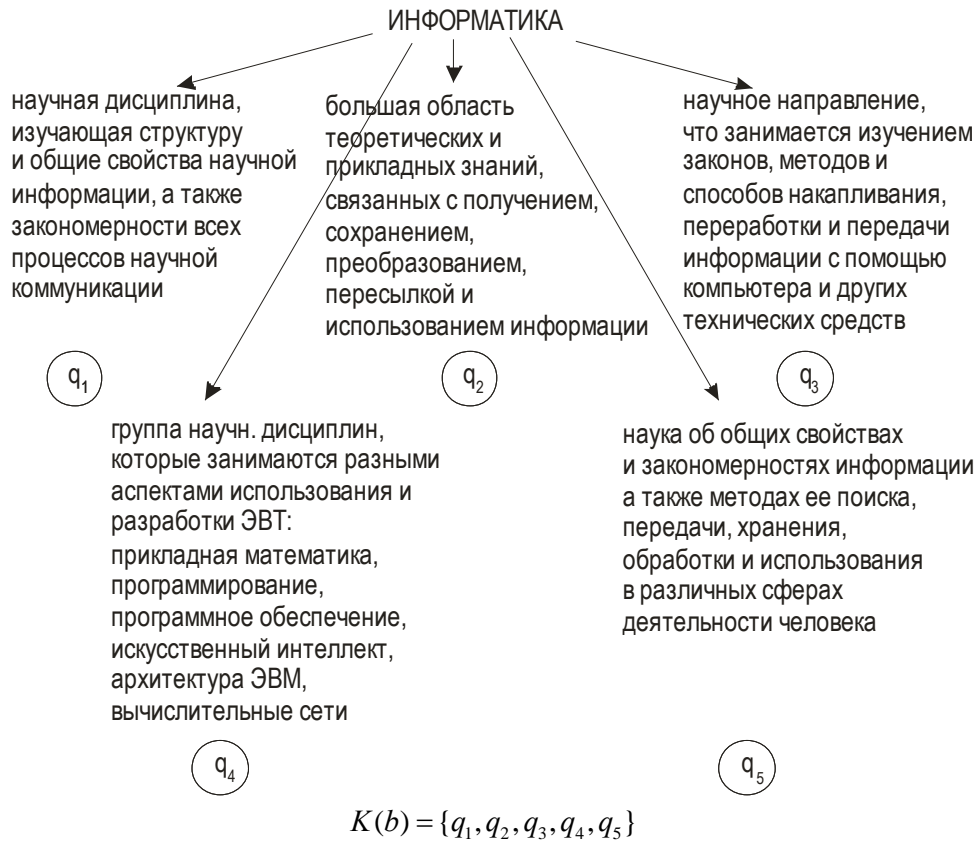 ИНФОРМАТИКА
научная дисциплина,
изучающая структуру
и общие свойства научной
информации, а также
закономерности всех
процессов научной
коммуникации
q₁
большая область
теоретических и
прикладных знаний,
связанных с получением,
сохранением,
преобразованием,
пересылкой и
использованием информации
q₂
научное направление,
что занимается изучением
законов, методов и
способов накапливания,
переработки и передачи
информации с помощью
компьютера и других
технических средств
q₃
группа научн. дисциплин,
которые занимаются разными
аспектами использования и
разработки ЭВТ:
прикладная математика,
программирование,
программное обеспечение,
искусственный интеллект,
архитектура ЭВМ,
вычислительные сети
q₄
наука об общих свойствах
и закономерностях информации
а также методах ее поиска,
передачи, хранения,
обработки и использования
в различных сферах
деятельности человека
q₅
K(b) = {q₁, q₂, q₃, q₄, q₅}